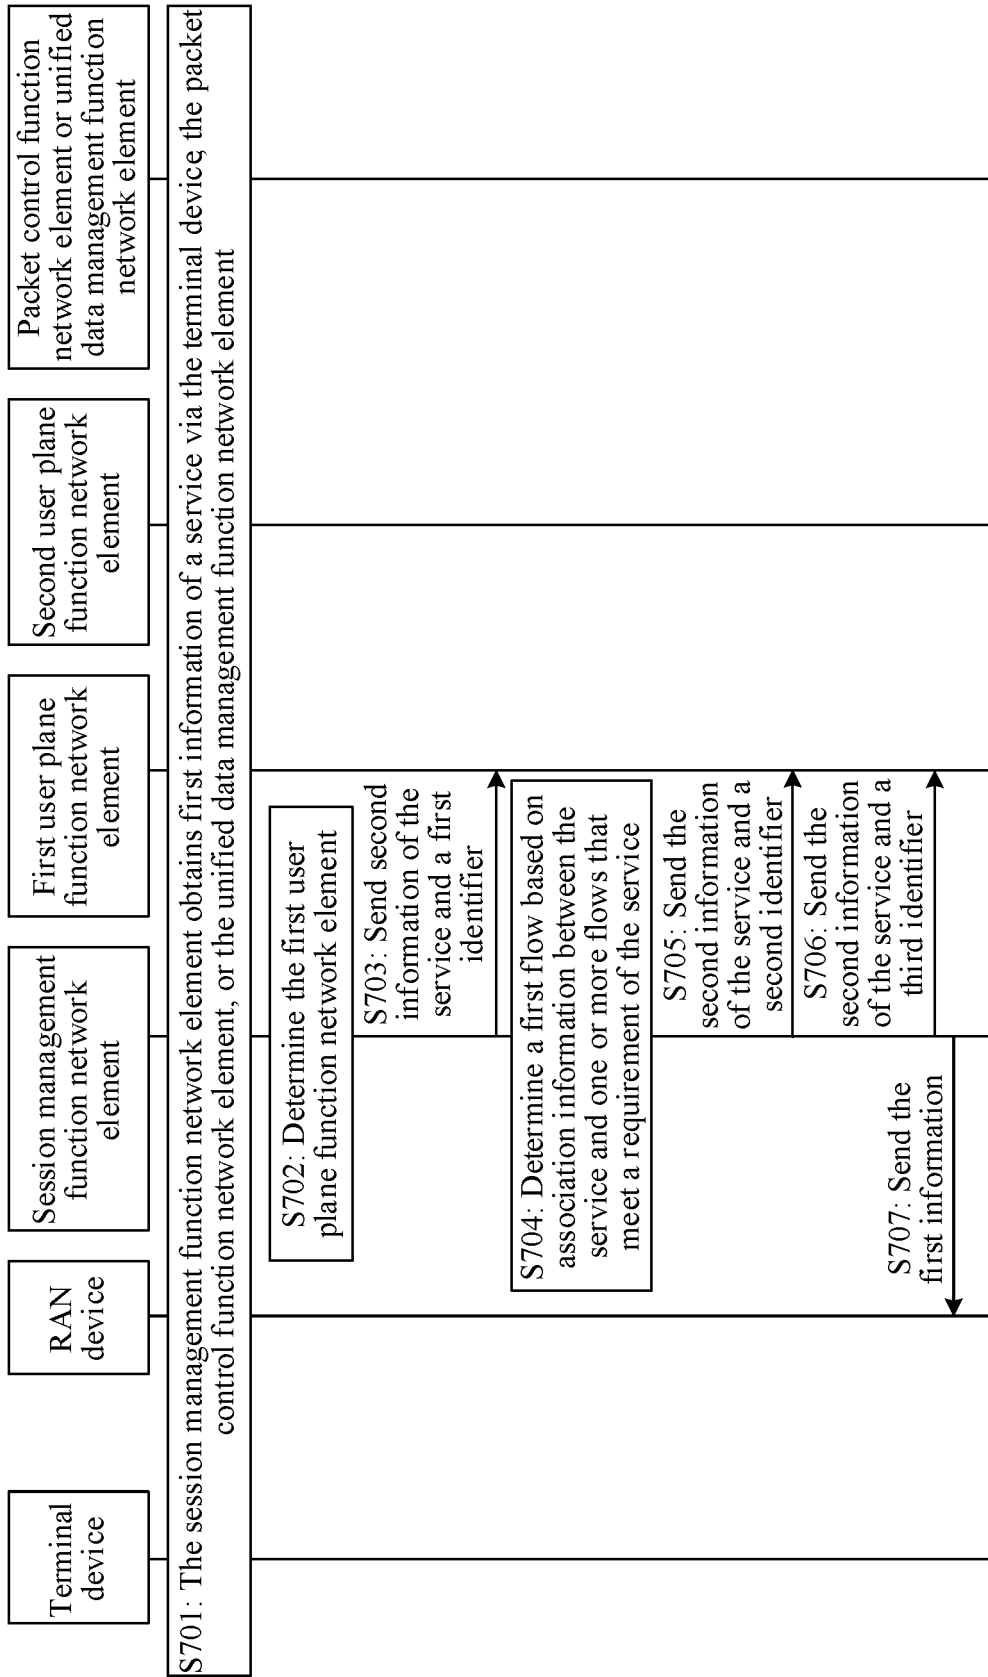 Terminal
device
RAN
device
Session management
function network
element
First user plane
function network
element
Second user plane
function network
element
Packet control function
network element or unified
data management function
network element
S701: The session management function network element obtains first information of a service via the terminal device, the packet
control function network element, or the unified data management function network element
S702: Determine the first user
plane function network element
S703: Send second
information of the
service and a first
identifier
S704: Determine a first flow based on
association information between the
service and one or more flows that
meet a requirement of the service
S705: Send the
second information
of the service and a
second identifier
S706: Send the
second information
of the service and a
third identifier
S707: Send the
first information